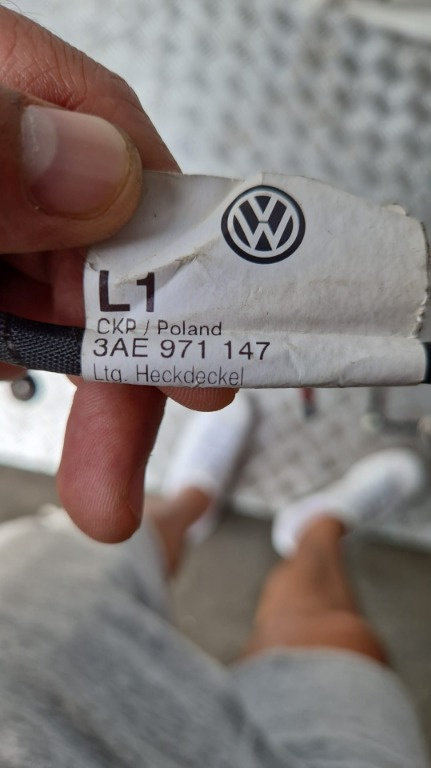 L1
CKP / Poland
3AE 971 147
Ltg. Heckdeckel